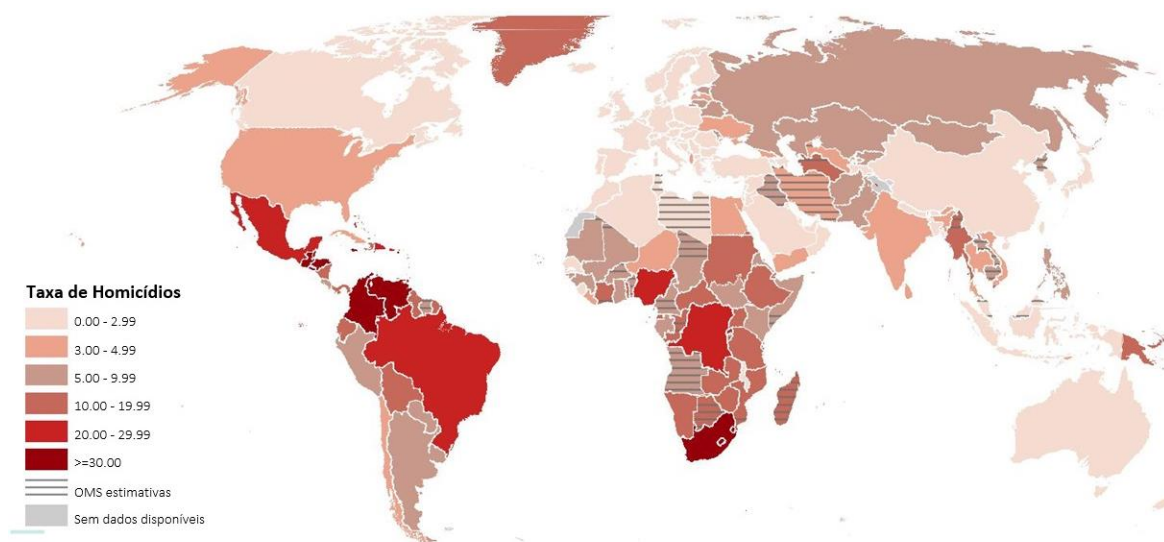 Taxa de Homicídios
0.00 - 2.99
3.00 - 4.99
5.00 - 9.99
10.00 - 19.99
20.00 - 29.99
>=30.00
OMS estimativas
Sem dados disponíveis